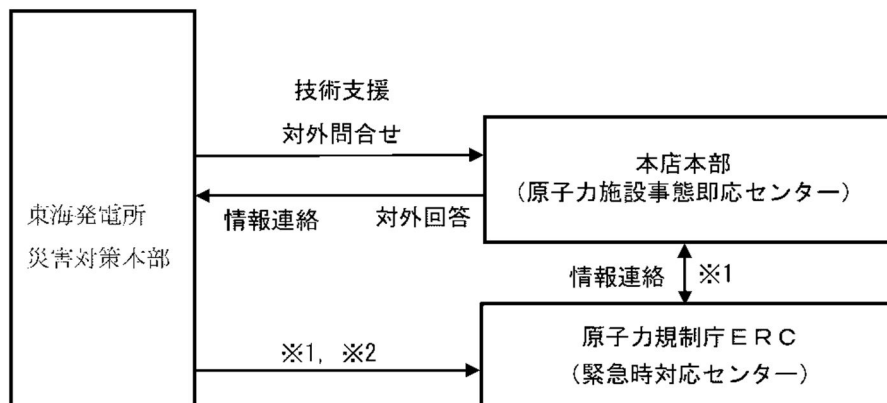 技術支援
対外問合せ
本店本部
（原子力施設事態即応センター）
情報連絡 対外回答
東海発電所
災害対策本部
情報連絡 ※1
※1，※2
原子力規制庁ＥＲＣ
（緊急時対応センター）